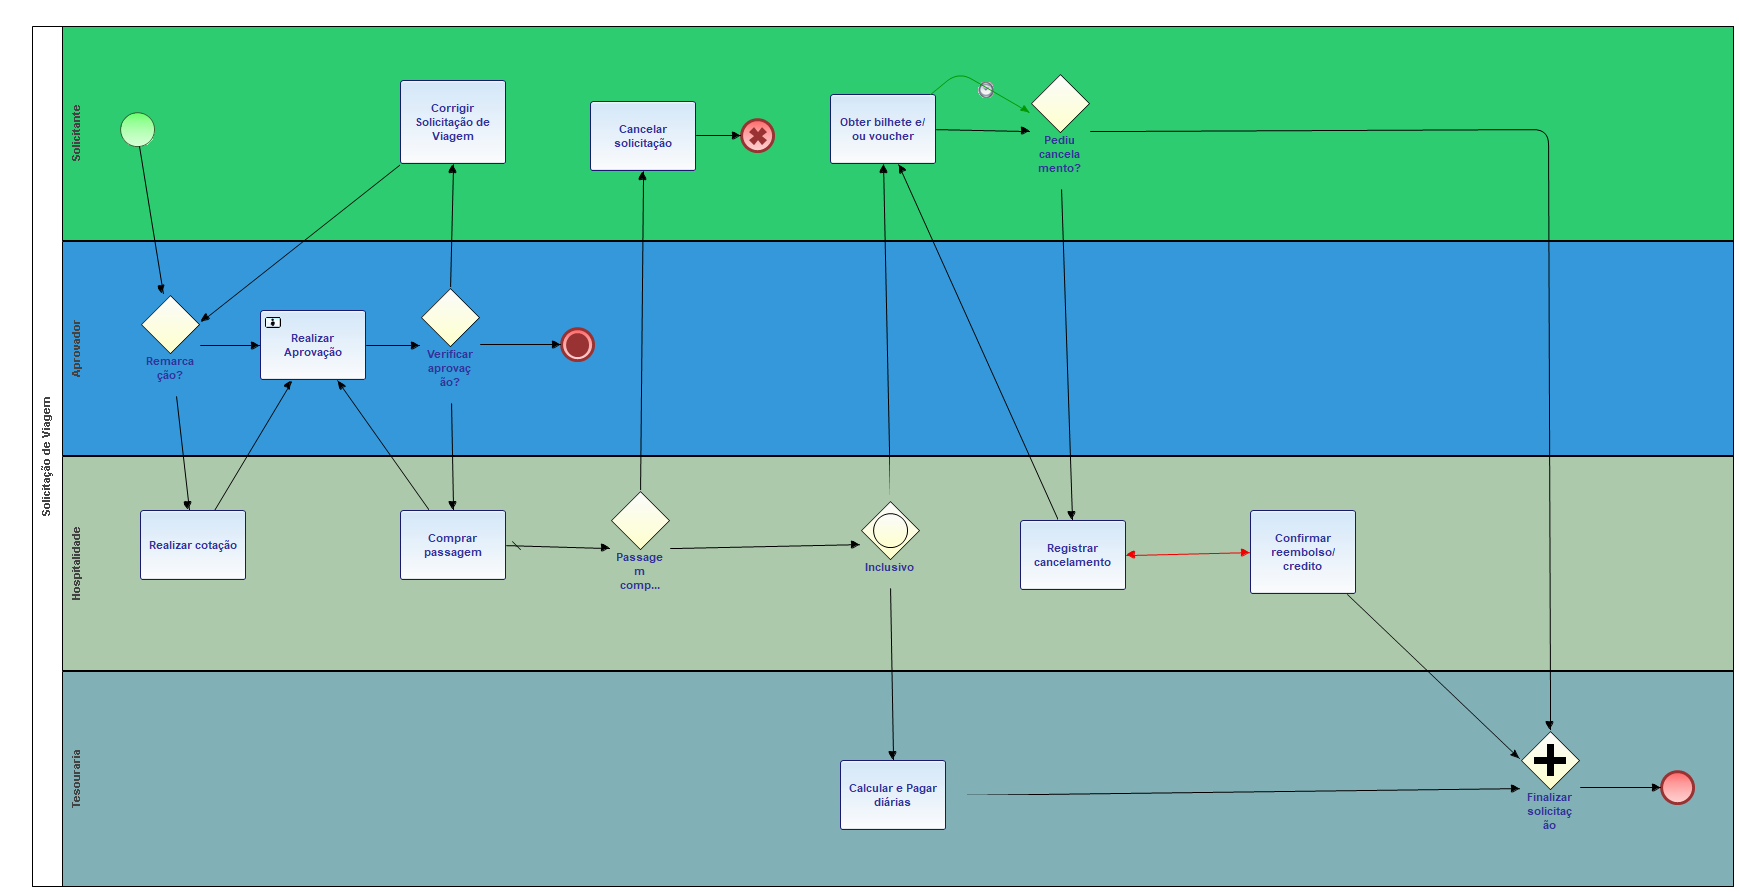 Solicitação de Viagem
Solicitante
Corrigir
Solicitação de
Viagem
Cancelar
solicitação
Obter bilhete e/
ou voucher
Pediu
cancela
mento?
Aprovador
Remarca
ção?
Realizar
Aprovação
Verificar
aprovaç
ão?
Hospitalidade
Realizar cotação
Comprar
passagem
Passage
m
comp...
Inclusivo
Registrar
cancelamento
Confirmar
reembolso/
credito
Tesouraria
Calcular e Pagar
diárias
Finalizar
solicitaç
ão